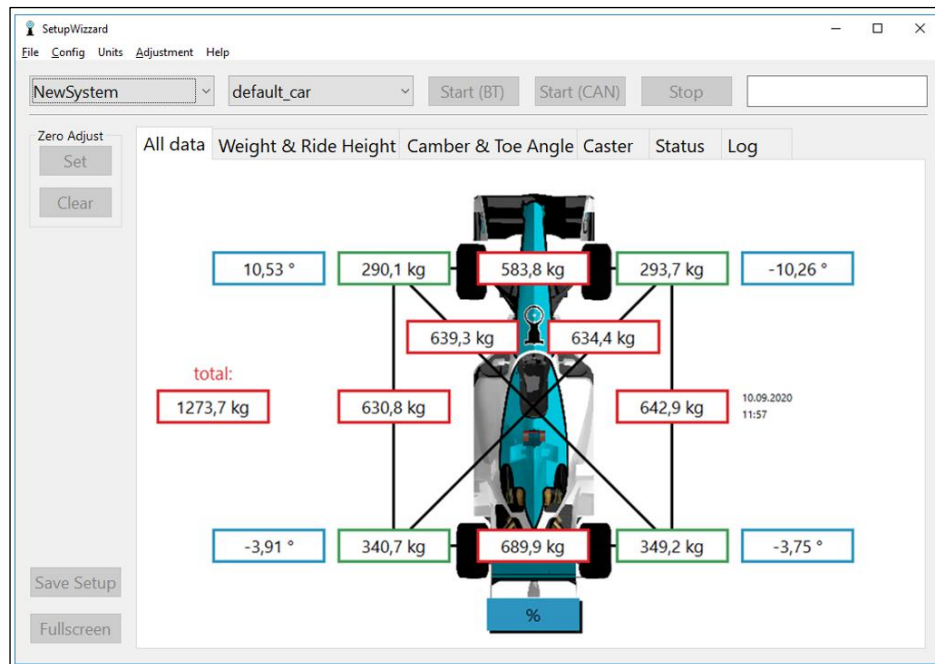 SetupWizzard
File Config Units Adjustment Help
NewSystem default_car Start (BT) Start (CAN) Stop
Zero Adjust
Set
Clear
All data Weight & Ride Height Camber & Toe Angle Caster Status Log
10,53 ° 290,1 kg 583,8 kg 293,7 kg -10,26 °
639,3 kg 634,4 kg
total:
1273,7 kg 630,8 kg 642,9 kg 10.09.2020
11:57
-3,91 ° 340,7 kg 689,9 kg 349,2 kg -3,75 °
%
Save Setup
Fullscreen